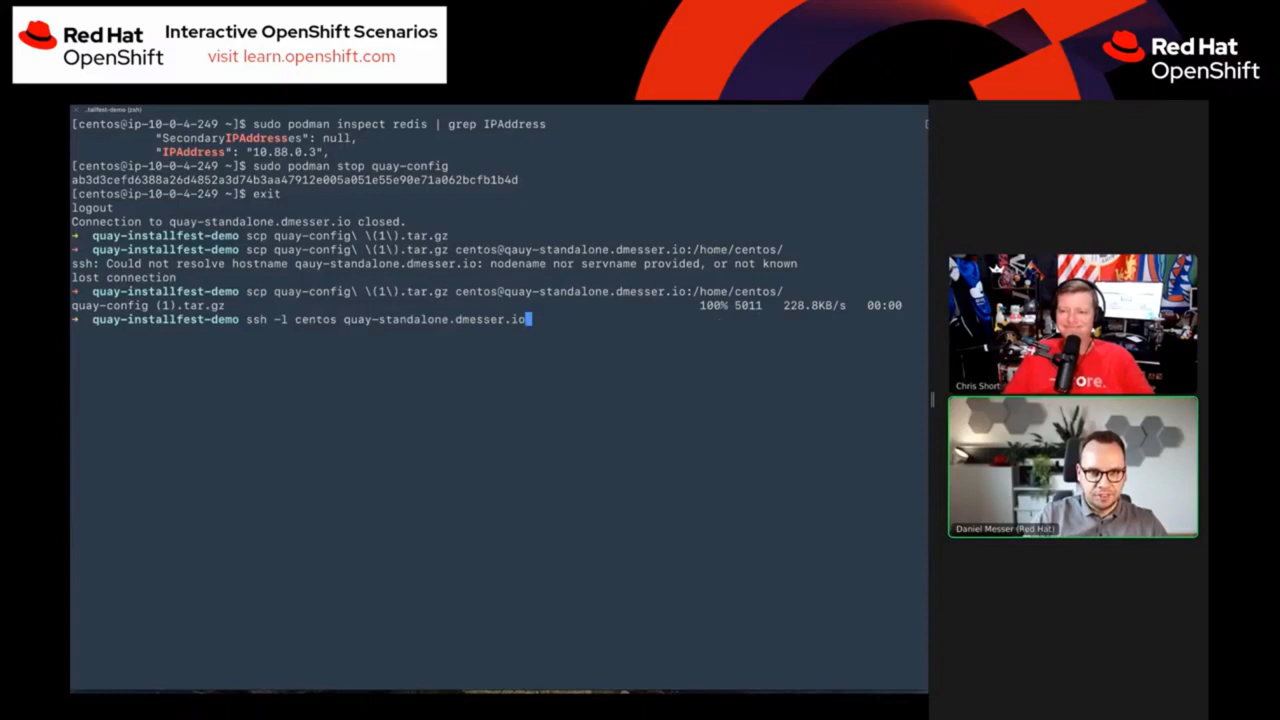 Red Hat
OpenShift
Interactive OpenShift Scenarios
visit learn.openshift.com
Red Hat
OpenShift
..tallfest-demo (zsh)
[centos@ip-10-0-4-249 ~]$ sudo podman inspect redis | grep IPAddress
"SecondaryIPAddresses": null,
"IPAddress": "10.88.0.3",
[centos@ip-10-0-4-249 ~]$ sudo podman stop quay-config
ab3d3cefd6388a26d4852a3d74b3aa47912e005a051e55e90e71a062bcfb1b4d
[centos@ip-10-0-4-249 ~]$ exit
logout
Connection to quay-standalone.dmesser.io closed.
→ quay-installfest-demo scp quay-config\ \(1\).tar.gz
→ quay-installfest-demo scp quay-config\ \(1\).tar.gz centos@qauy-standalone.dmesser.io:/home/centos/
ssh: Could not resolve hostname qauy-standalone.dmesser.io: nodename nor servname provided, or not known
lost connection
→ quay-installfest-demo scp quay-config\ \(1\).tar.gz centos@quay-standalone.dmesser.io:/home/centos/
quay-config (1).tar.gz 100% 5011 228.8KB/s 00:00
→ quay-installfest-demo ssh -l centos quay-standalone.dmesser.io
Chris Short
Daniel Messer (Red Hat)